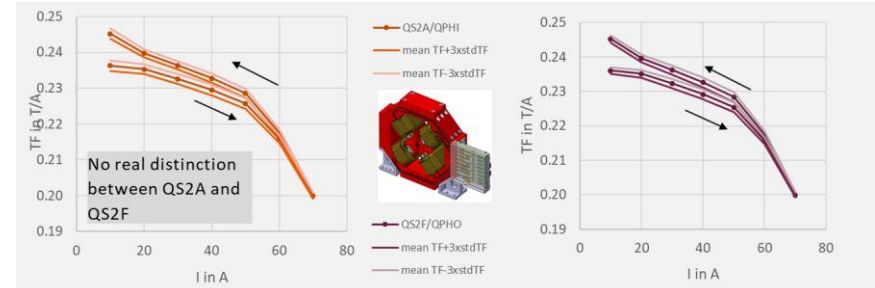 0.25
0.24
0.23
0.22
0.21
0.20
0.19
TF in T/A
0
20
40
60
80
I in A
No real distinction
between QS2A and
QS2F
QS2A/QPHI
mean TF+3xstdTF
mean TF-3xstdTF
QS2F/QPHO
mean TF+3xstdTF
mean TF-3xstdTF
0.25
0.24
0.23
0.22
0.21
0.20
0.19
TF in T/A
0
20
40
60
80
I in A